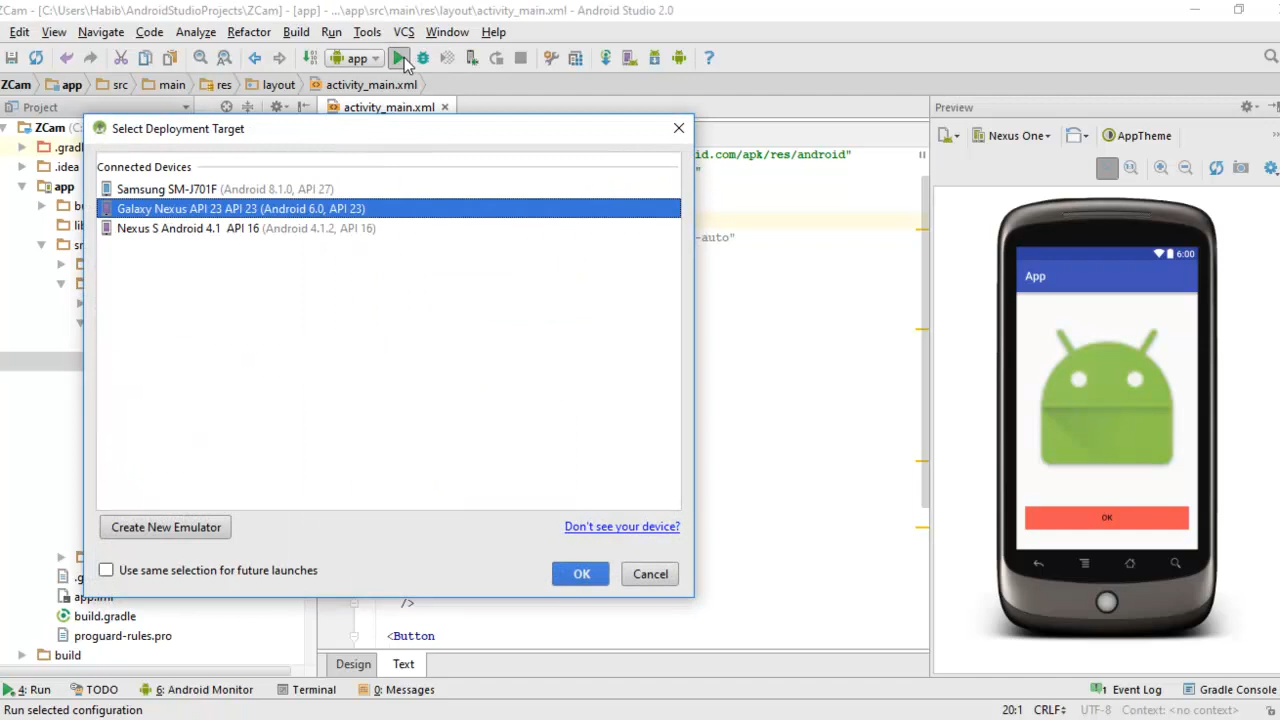 ZCam - [C:\Users\Habib\AndroidStudioProjects\ZCam] - [app] - ...\app\src\main\res\layout\activity_main.xml - Android Studio 2.0
Edit View Navigate Code Analyze Refactor Build Run Tools VCS Window Help
app
ZCam app src main res layout activity_main.xml
Project
activity_main.xml
Preview
ZCam
.idea
app
Nexus One
AppTheme
Select Deployment Target
Connected Devices
Samsung SM-J701F (Android 8.1.0, API 27)
Galaxy Nexus API 23 API 23 (Android 6.0, API 23)
Nexus S Android 4.1 API 16 (Android 4.1.2, API 16)
id.com/apk/res/android"
"
-auto"
6:00
App
OK
Create New Emulator
Don't see your device?
Use same selection for future launches
OK
Cancel
build.gradle
proguard-rules.pro
build
/>
<Button
Design Text
4: Run TODO 6: Android Monitor Terminal 0: Messages 1 Event Log Gradle Console
Run selected configuration
20:1 CRLF UTF-8 Context: <no context>